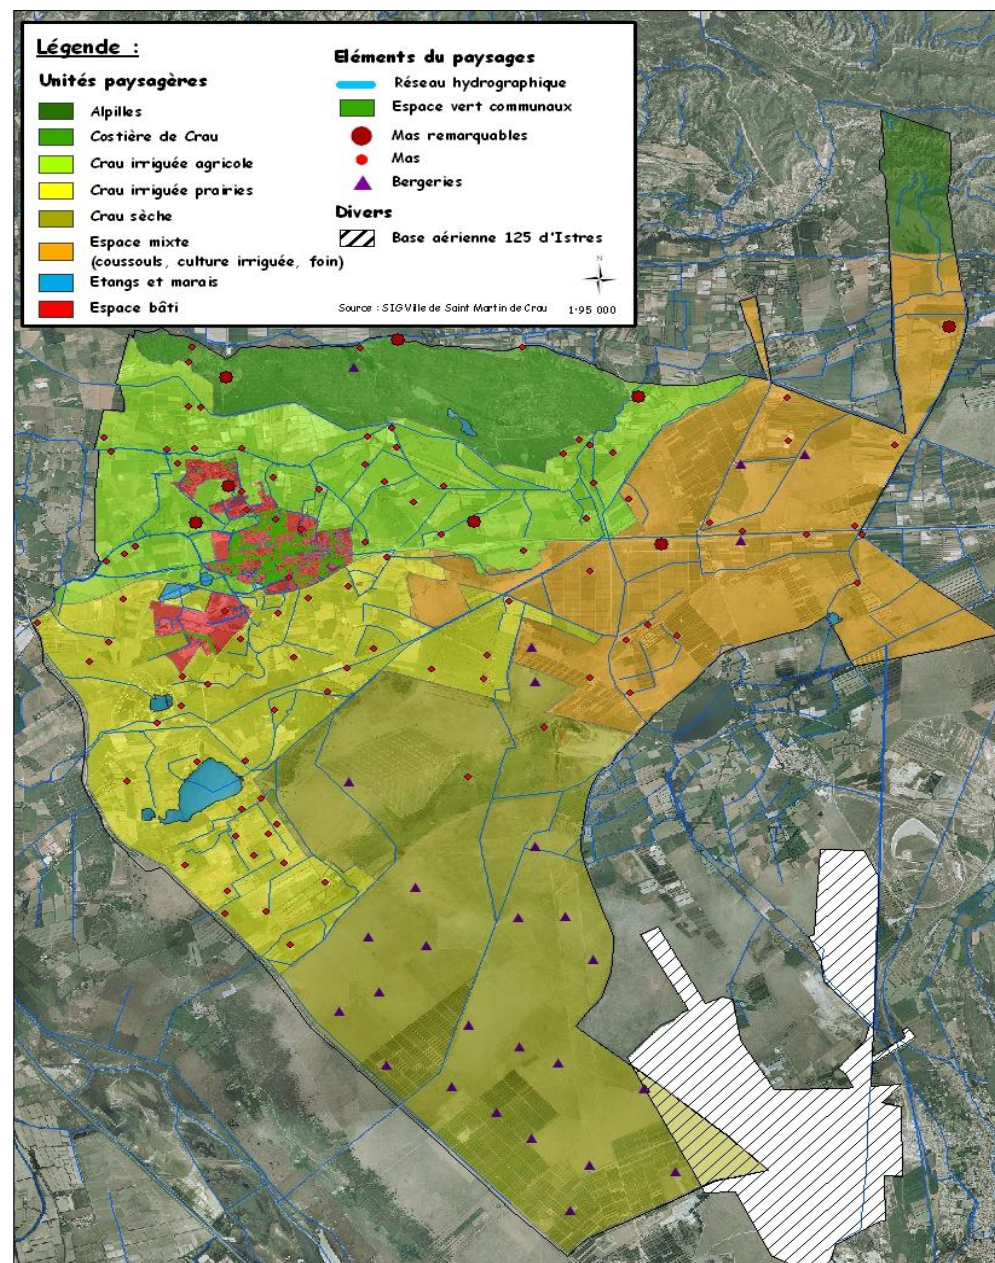 Légende :
Unités paysagères
Alpilles
Costière de Crau
Crau irriguée agricole
Crau irriguée prairies
Crau sèche
Espace mixte
(coussouls, culture irriguée, foin)
Etangs et marais
Espace bâti
Eléments du paysages
Réseau hydrographique
Espace vert communaux
Mas remarquables
Mas
Bergeries
Divers
Base aérienne 125 d'Istres
N
Source : SIG Ville de Saint Martin de Crau
1:95 000